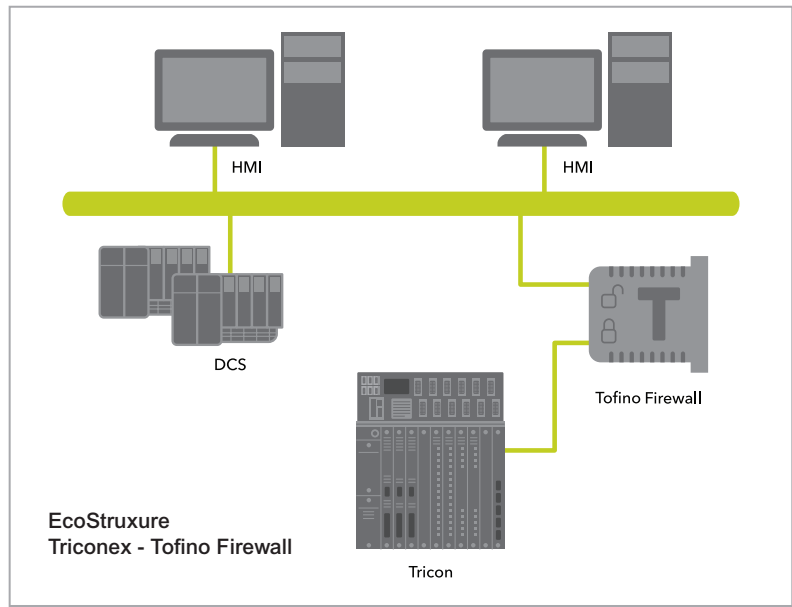 HMI
HMI
DCS
T
Tofino Firewall
Tricon
EcoStruxure
Triconex - Tofino Firewall